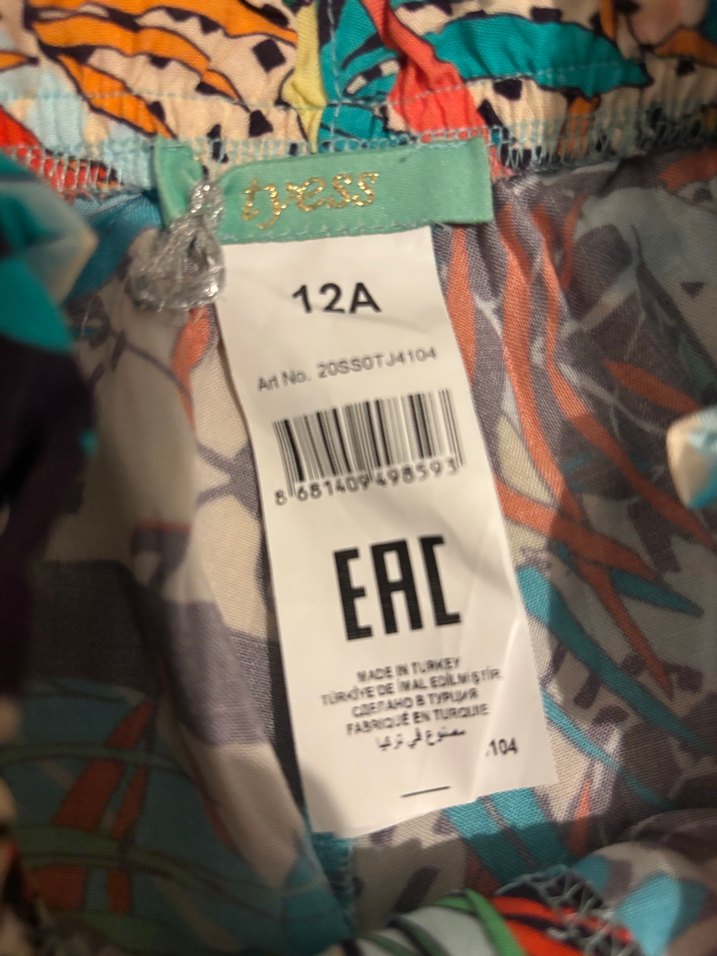 tyess
12A
Art No. 20SS0TJ4104
8 681409 498593
EAC
MADE IN TURKEY
TÜRKİYE'DE İMAL EDİLMİŞTİR
СДЕЛАНО В ТУРЦИИ
FABRIQUÉ EN TURQUIE
مصنوع في تركيا
104